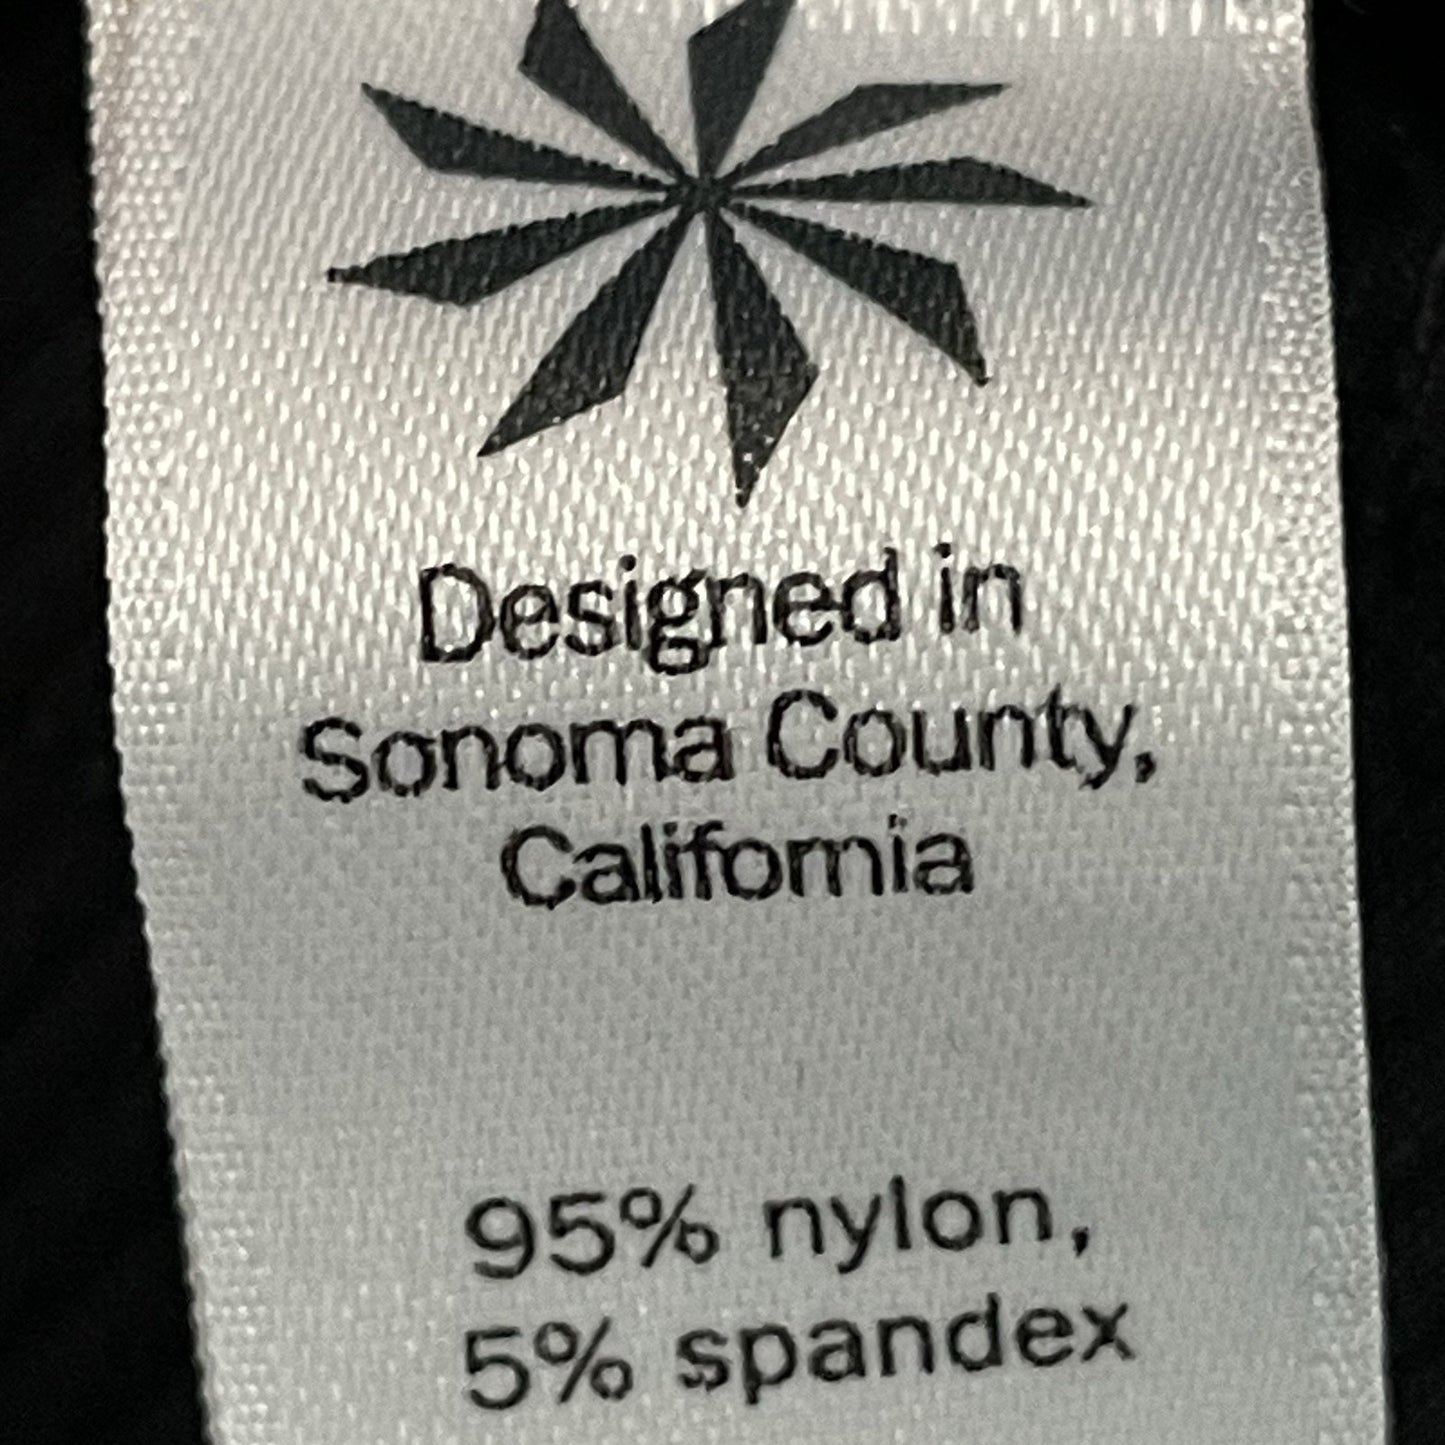 Designed in
Sonoma County,
California
95% nylon,
5% spandex